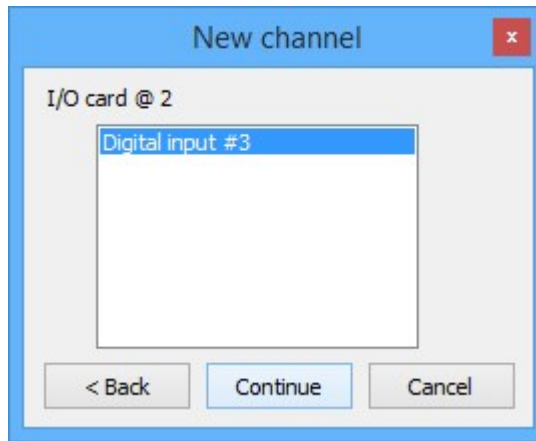 New channel
x
I/O card @ 2
Digital input #3
< Back
Continue
Cancel